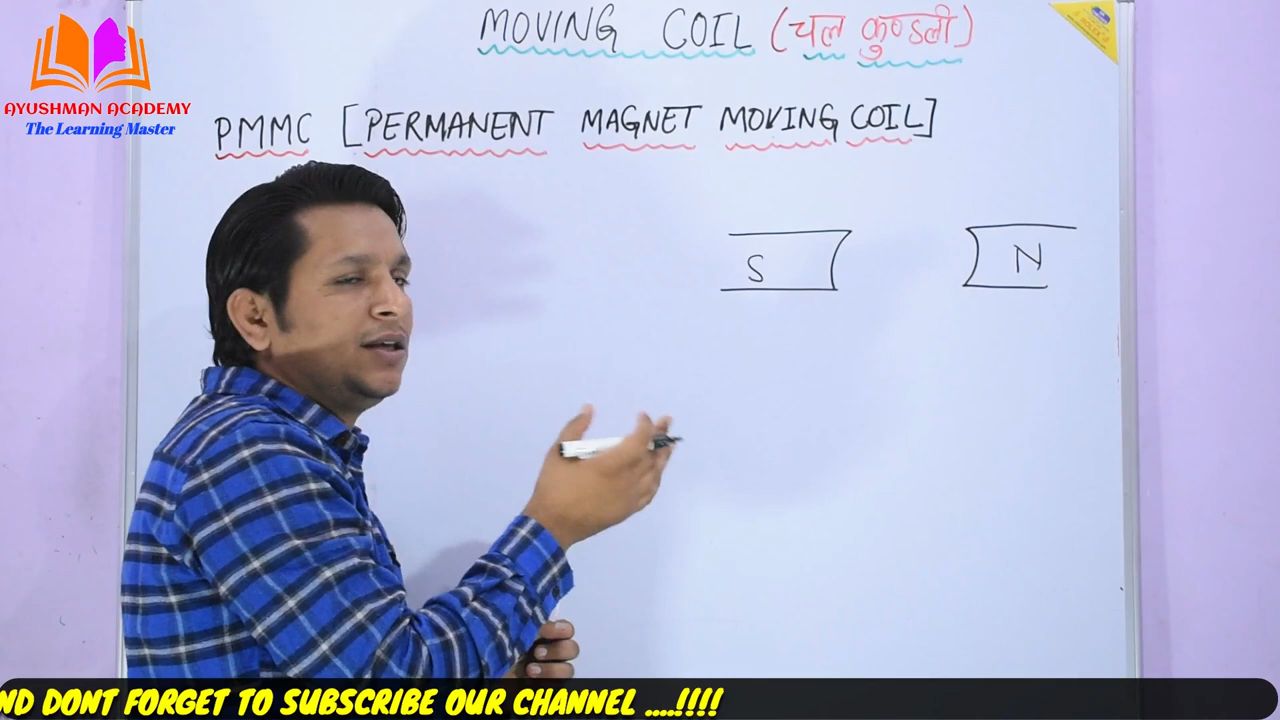 MOVING COIL (चल कुण्डली)
AYUSHMAN ACADEMY
The Learning Master
PMMC [PERMANENT MAGNET MOVING COIL]
S
N
ND DONT FORGET TO SUBSCRIBE OUR CHANNEL ....!!!!